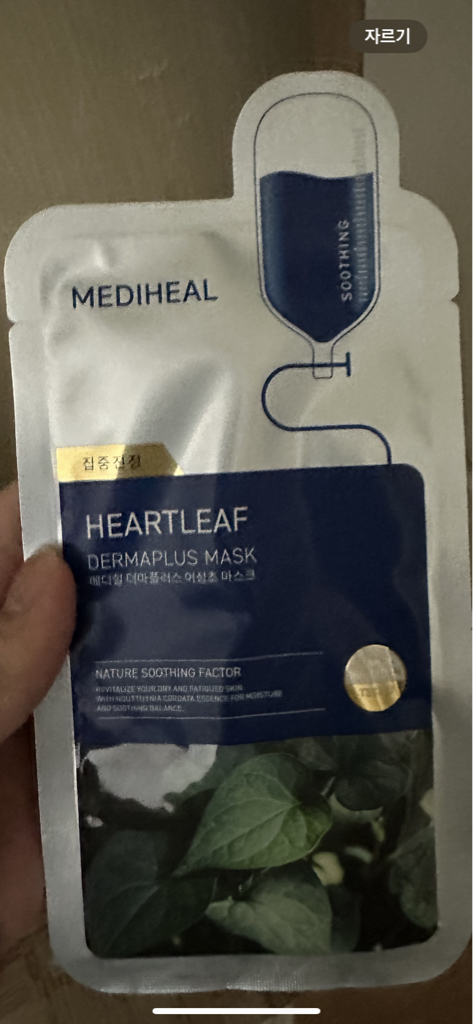 자르기
SOOTHING
MEDIHEAL
집중진정
HEARTLEAF
DERMAPLUS MASK
메디힐 더마플러스 어성초 마스크
NATURE SOOTHING FACTOR
REVITALIZE YOUR DRY AND FATIGUED SKIN
WITH HOUTTUYNIA CORDATA ESSENCE FOR MOISTURE
AND SOOTHING BALANCE.